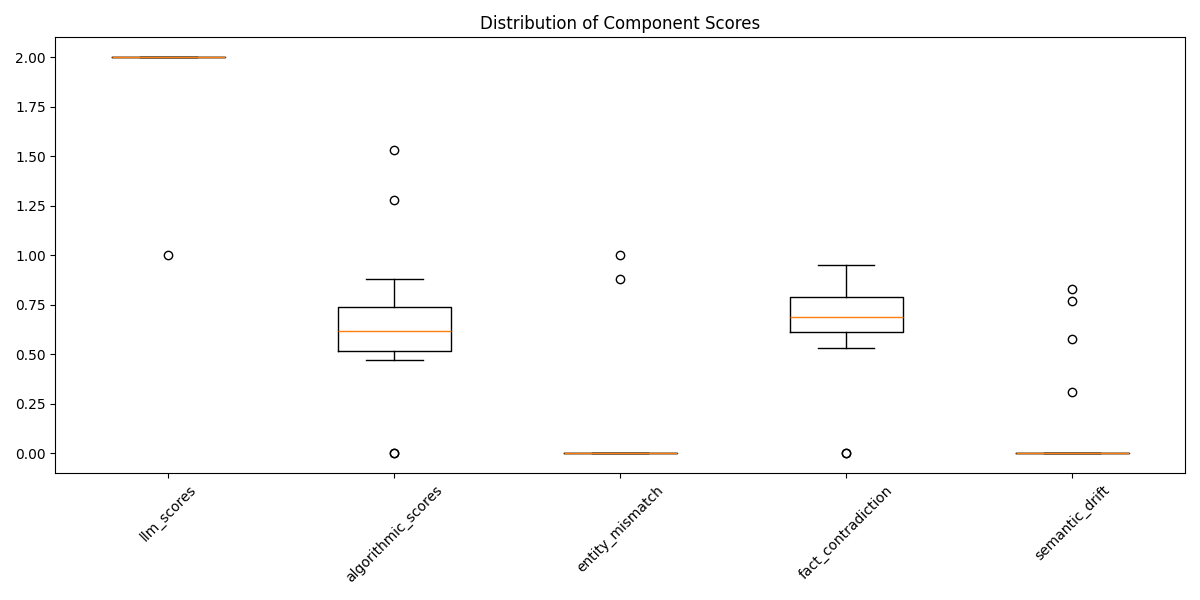 Distribution of Component Scores
2.00
1.75
1.50
1.25
1.00
0.75
0.50
0.25
0.00
llm_scores
algorithmic_scores
entity_mismatch
fact_contradiction
semantic_drift